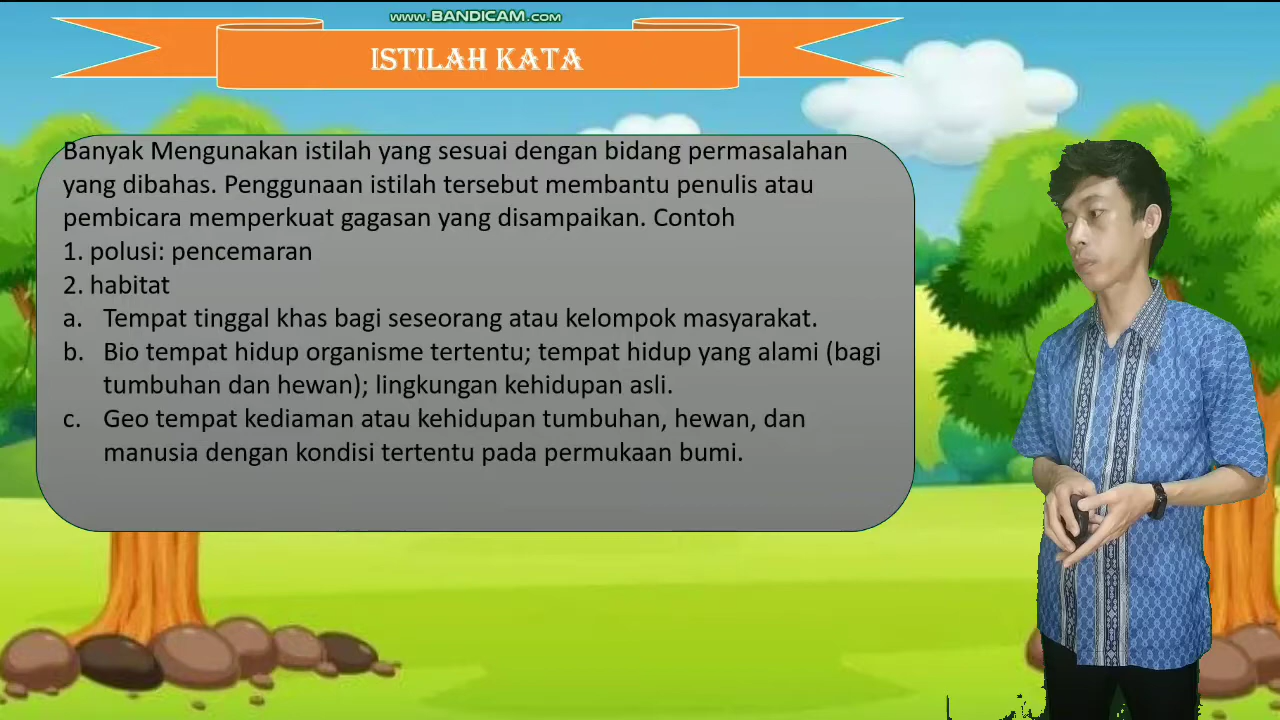 www.BANDICAM.com
ISTILAH KATA
Banyak Mengunakan istilah yang sesuai dengan bidang permasalahan
yang dibahas. Penggunaan istilah tersebut membantu penulis atau
pembicara memperkuat gagasan yang disampaikan. Contoh
1. polusi: pencemaran
2. habitat
a. Tempat tinggal khas bagi seseorang atau kelompok masyarakat.
b. Bio tempat hidup organisme tertentu; tempat hidup yang alami (bagi
tumbuhan dan hewan); lingkungan kehidupan asli.
c. Geo tempat kediaman atau kehidupan tumbuhan, hewan, dan
manusia dengan kondisi tertentu pada permukaan bumi.